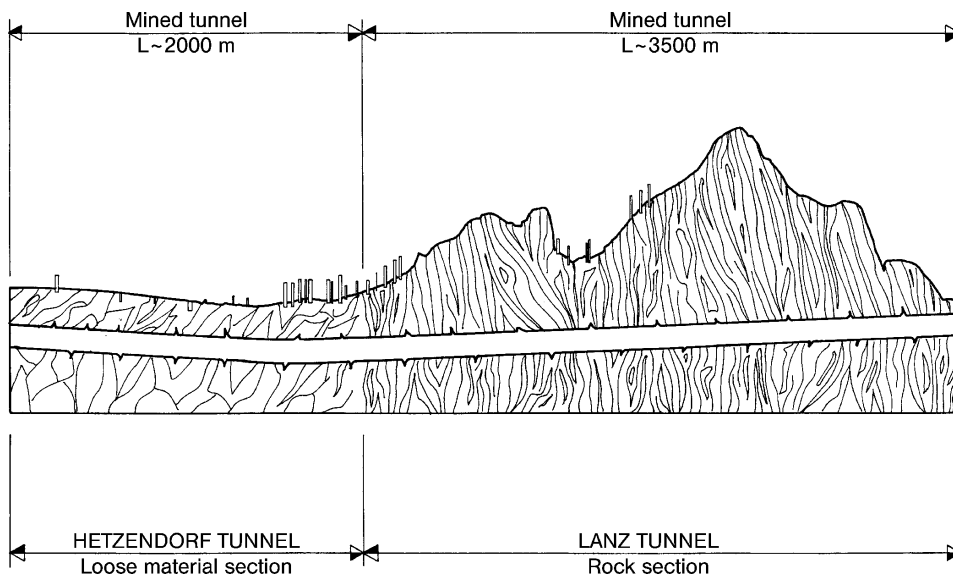 Mined tunnel
L~2000 m
Mined tunnel
L~3500 m
HETZENDORF TUNNEL
Loose material section
LANZ TUNNEL
Rock section